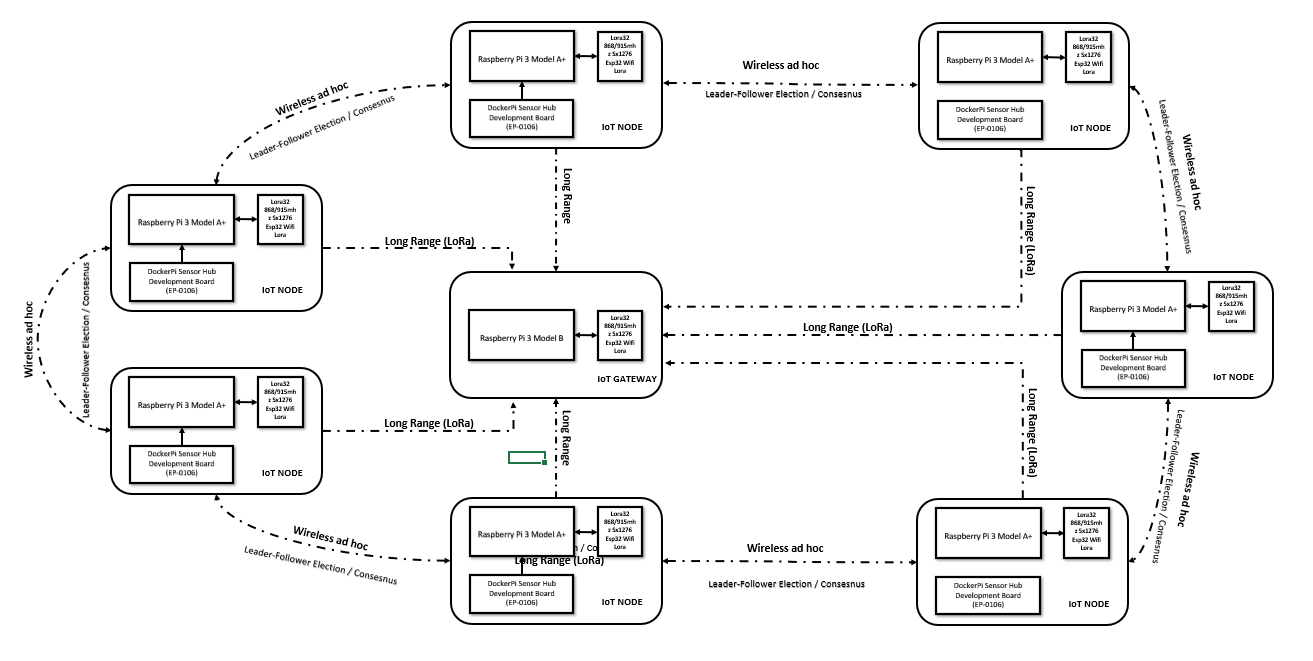 Raspberry Pi 3 Model A+
Lora32
868/915mh
z Sx1276
Esp32 Wifi
Lora
DockerPi Sensor Hub
Development Board
(EP-0106)
IoT NODE
Wireless ad hoc
Leader-Follower Election / Consesnus
Raspberry Pi 3 Model A+
Lora32
868/915mh
z Sx1276
Esp32 Wifi
Lora
DockerPi Sensor Hub
Development Board
(EP-0106)
IoT NODE
Wireless ad hoc
Leader-Follower Election / Consesnus
Long Range
Long Range (LoRa)
Wireless ad hoc
Leader-Follower Election / Consesnus
Raspberry Pi 3 Model A+
Lora32
868/915mh
z Sx1276
Esp32 Wifi
Lora
DockerPi Sensor Hub
Development Board
(EP-0106)
IoT NODE
Long Range (LoRa)
Wireless ad hoc
Leader-Follower Election / Consesnus
Raspberry Pi 3 Model B
Lora32
868/915mh
z Sx1276
Esp32 Wifi
Lora
IoT GATEWAY
Long Range (LoRa)
Raspberry Pi 3 Model A+
Lora32
868/915mh
z Sx1276
Esp32 Wifi
Lora
DockerPi Sensor Hub
Development Board
(EP-0106)
IoT NODE
Raspberry Pi 3 Model A+
Lora32
868/915mh
z Sx1276
Esp32 Wifi
Lora
DockerPi Sensor Hub
Development Board
(EP-0106)
IoT NODE
Long Range (LoRa)
Long Range
Long Range (LoRa)
Wireless ad hoc
Leader-Follower Election / Consesnus
Wireless ad hoc
Leader-Follower Election / Consesnus
Raspberry Pi 3 Model A+
Lora32
868/915mh
z Sx1276
Esp32 Wifi
Lora
n / Co
Long Range (LoRa)
DockerPi Sensor Hub
Development Board
(EP-0106)
IoT NODE
Wireless ad hoc
Leader-Follower Election / Consesnus
Raspberry Pi 3 Model A+
Lora32
868/915mh
z Sx1276
Esp32 Wifi
Lora
DockerPi Sensor Hub
Development Board
(EP-0106)
IoT NODE